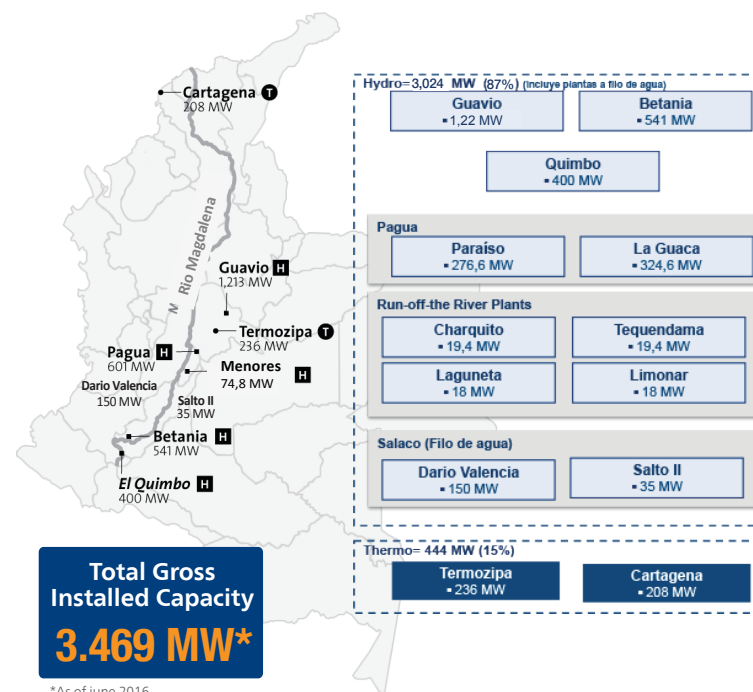 Cartagena T
208 MW
M Rio Magdalena
Guavio H
1,213 MW
Termozipa T
236 MW
Pagua H
601 MW
Menores H
74,8 MW
Dario Valencia
150 MW
Salto II
35 MW
Betania H
541 MW
El Quimbo H
400 MW
Total Gross
Installed Capacity
3.469 MW*
*As of june 2016
Hydro=3,024 MW (87%) (incluye plantas a filo de agua)
Guavio
▪1,22 MW
Betania
▪541 MW
Quimbo
▪400 MW
Pagua
Paraíso
▪276,6 MW
La Guaca
▪324,6 MW
Run-off-the River Plants
Charquito
▪19,4 MW
Tequendama
▪19,4 MW
Laguneta
▪18 MW
Limonar
▪18 MW
Salaco (Filo de agua)
Dario Valencia
▪150 MW
Salto II
▪35 MW
Thermo= 444 MW (15%)
Termozipa
▪236 MW
Cartagena
▪208 MW